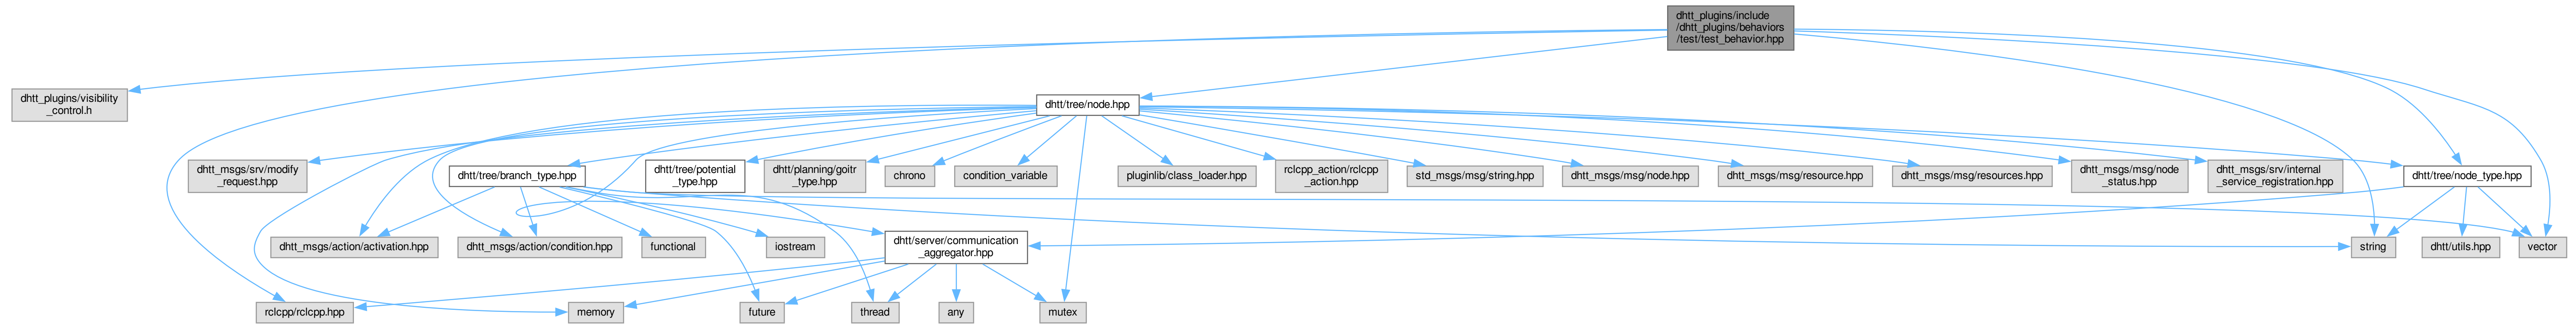 dhtt_plugins/include
/dhtt_plugins/behaviors
/test/test_behavior.hpp
dhtt_plugins/visibility
_control.h
dhtt/tree/node.hpp
dhtt_msgs/srv/modify
_request.hpp
dhtt/tree/branch_type.hpp
dhtt/tree/potential
_type.hpp
dhtt/planning/goitr
_type.hpp
chrono
condition_variable
pluginlib/class_loader.hpp
rclcpp_action/rclcpp
_action.hpp
std_msgs/msg/string.hpp
dhtt_msgs/msg/node.hpp
dhtt_msgs/msg/resource.hpp
dhtt_msgs/msg/resources.hpp
dhtt_msgs/msg/node
_status.hpp
dhtt_msgs/srv/internal
_service_registration.hpp
dhtt/tree/node_type.hpp
dhtt_msgs/action/activation.hpp
dhtt_msgs/action/condition.hpp
functional
iostream
dhtt/server/communication
_aggregator.hpp
string
dhtt/utils.hpp
vector
rclcpp/rclcpp.hpp
memory
future
thread
any
mutex